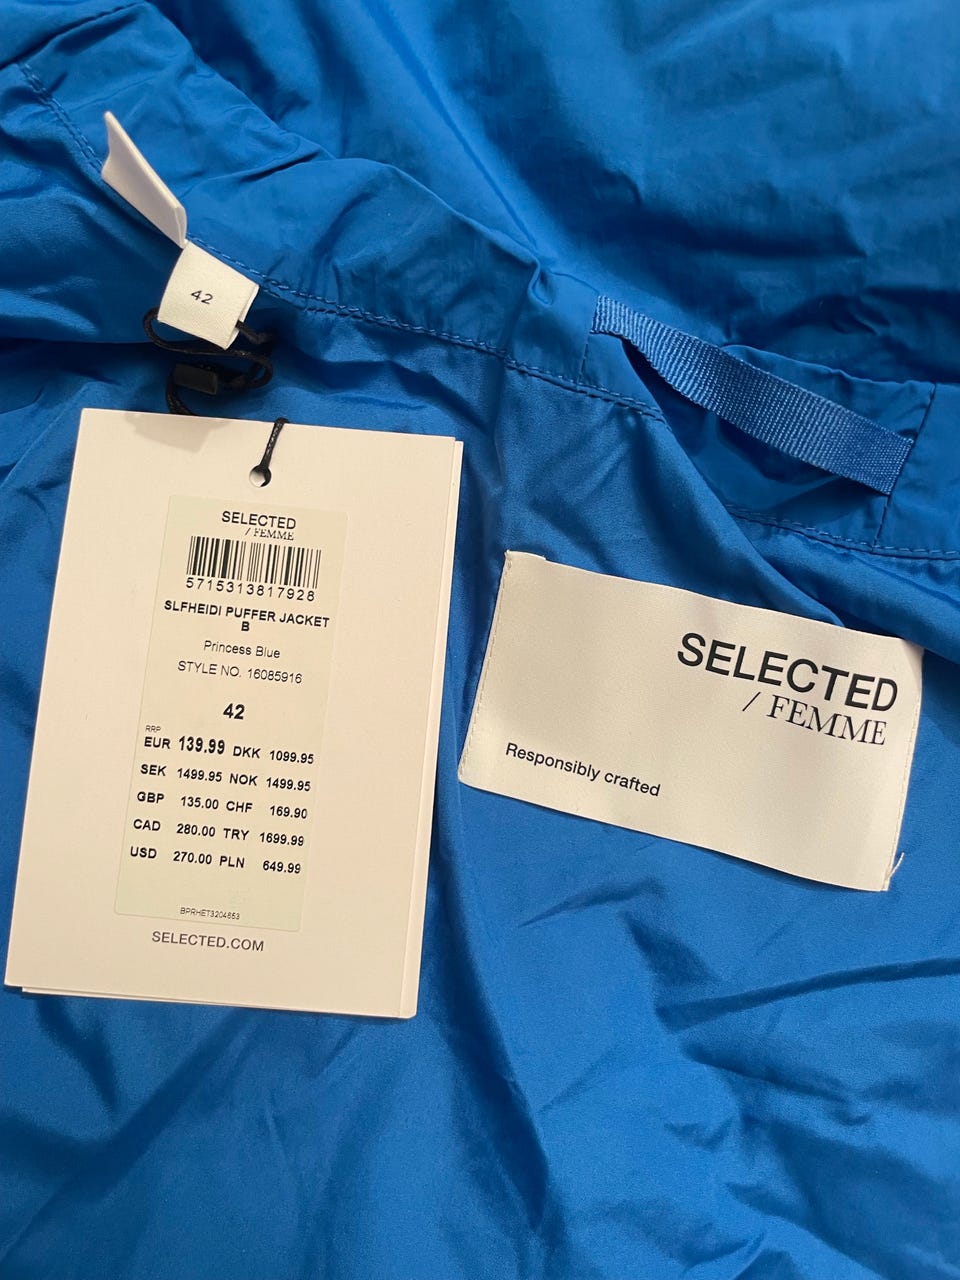 42
SELECTED
/ FEMME
5715313817928
SLFHEIDI PUFFER JACKET
B
Princess Blue
STYLE NO. 16085916
42
RRP
EUR 139.99 DKK 1099.95
SEK 1499.95 NOK 1499.95
GBP 135.00 CHF 169.90
CAD 280.00 TRY 1699.99
USD 270.00 PLN 649.99
BPRHET3204653
SELECTED.COM
SELECTED
/ FEMME
Responsibly crafted